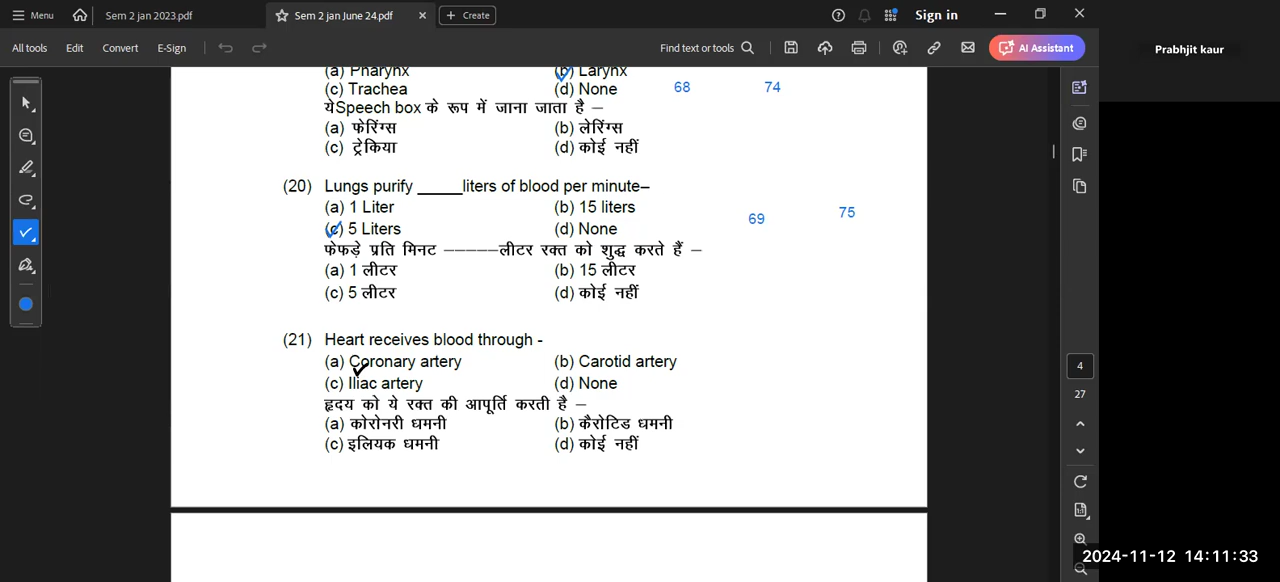 Menu
Sem 2 jan 2023.pdf
Sem 2 jan June 24.pdf
Create
Sign in
All tools
Edit
Convert
E-Sign
Find text or tools
AI Assistant
Prabhjit kaur
(a) Pharynx (b) Larynx
(c) Trachea (d) None 68 74
ये Speech box के रूप में जाना जाता है –
(a) फेरिंग्स (b) लेरिंग्स
(c) ट्रेकिया (d) कोई नहीं
(20) Lungs purify _____liters of blood per minute–
(a) 1 Liter (b) 15 liters
69 75
(c) 5 Liters (d) None
फेफड़े प्रति मिनट –––––लीटर रक्त को शुद्ध करते हैं –
(a) 1 लीटर (b) 15 लीटर
(c) 5 लीटर (d) कोई नहीं
(21) Heart receives blood through -
(a) Coronary artery (b) Carotid artery
(c) Iliac artery (d) None
हृदय को ये रक्त की आपूर्ति करती है –
(a) कोरोनरी धमनी (b) कैरोटिड धमनी
(c) इलियक धमनी (d) कोई नहीं
4
27
2024-11-12 14:11:33